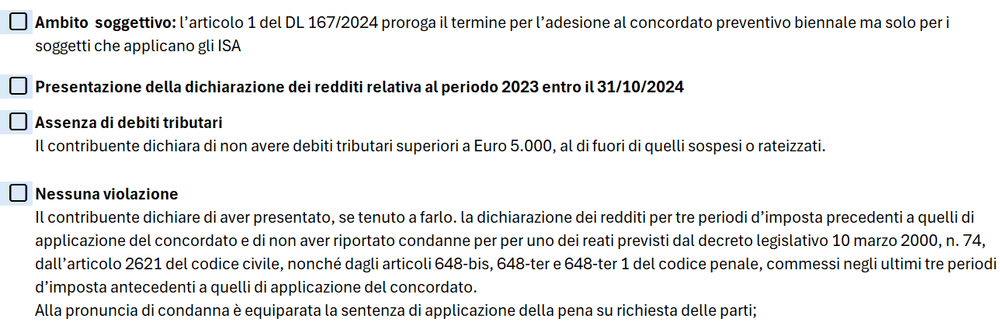 Ambito soggettivo: l’articolo 1 del DL 167/2024 proroga il termine per l’adesione al concordato preventivo biennale ma solo per i
soggetti che applicano gli ISA
Presentazione della dichiarazione dei redditi relativa al periodo 2023 entro il 31/10/2024
Assenza di debiti tributari
Il contribuente dichiara di non avere debiti tributari superiori a Euro 5.000, al di fuori di quelli sospesi o rateizzati.
Nessuna violazione
Il contribuente dichiare di aver presentato, se tenuto a farlo. la dichiarazione dei redditi per tre periodi d’imposta precedenti a quelli di
applicazione del concordato e di non aver riportato condanne per per uno dei reati previsti dal decreto legislativo 10 marzo 2000, n. 74,
dall’articolo 2621 del codice civile, nonché dagli articoli 648-bis, 648-ter e 648-ter 1 del codice penale, commessi negli ultimi tre periodi
d’imposta antecedenti a quelli di applicazione del concordato.
Alla pronuncia di condanna è equiparata la sentenza di applicazione della pena su richiesta delle parti;